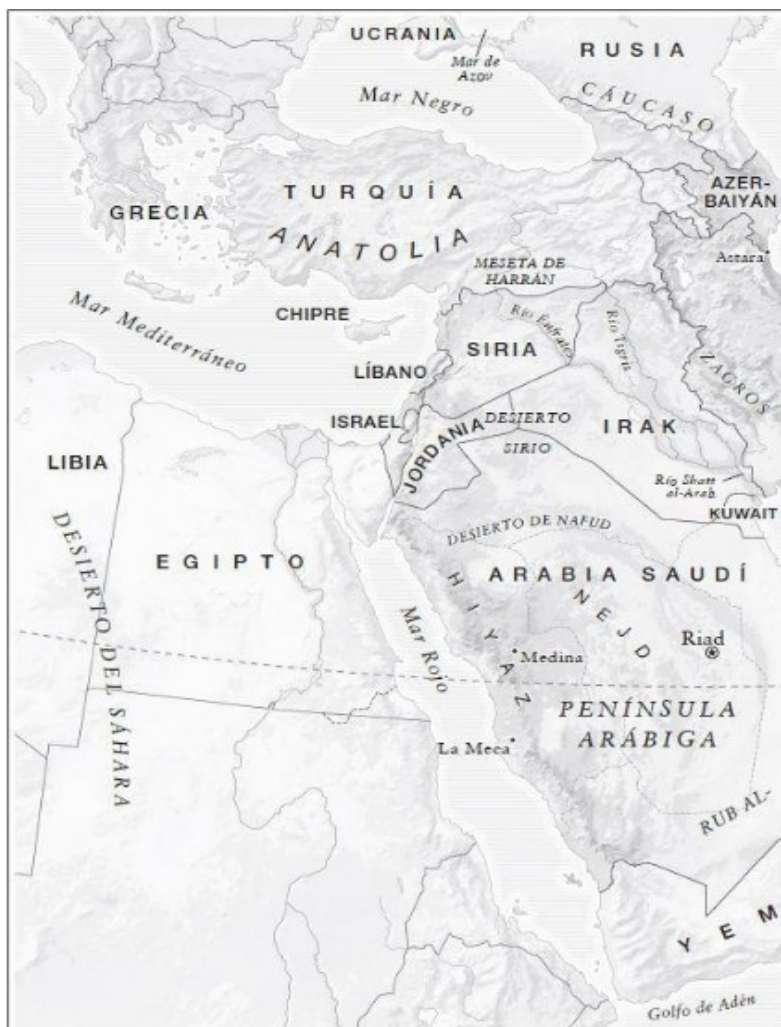 UCRANIA
Mar de
Azov
RUSIA
Mar Negro
CÁUCASO
TURQUÍA
AZER-
BAIYÁN
GRECIA
ANATOLIA
Astara
MESETA DE
HARRÁN
Mar Mediterráneo
CHIPRE
Río Éufrates
Río Tigris
SIRIA
LÍBANO
ZAGROS
ISRAEL
JORDANIA
DESIERTO
SIRIO
IRAK
LIBIA
Río Shatt
al-Arab
KUWAIT
DESIERTO DEL SÁHARA
DESIERTO DE NAFUD
EGIPTO
HIYAZ
ARABIA SAUDÍ
NEJD
Mar Rojo
Medina
Riad
PENÍNSULA
ARÁBIGA
La Meca
RUB AL-
YEM
Golfo de Adén